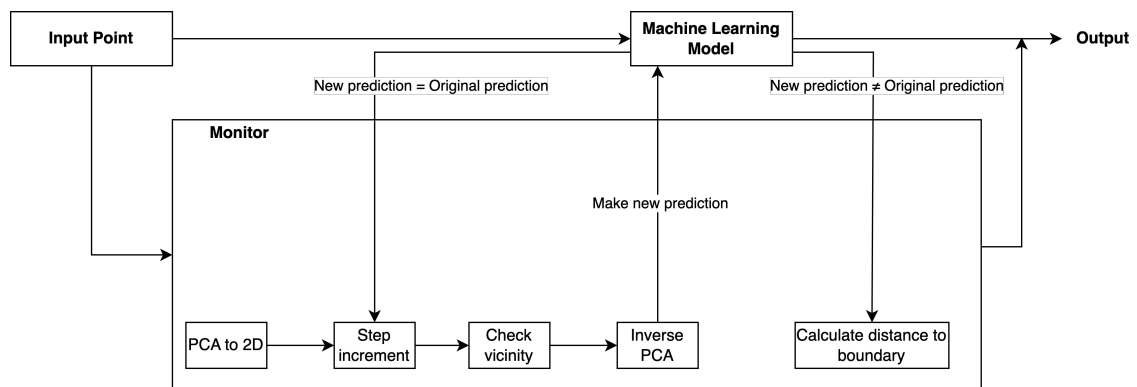 Input Point
Machine Learning
Model
Output
New prediction = Original prediction
New prediction ≠ Original prediction
Monitor
Make new prediction
PCA to 2D
Step
increment
Check
vicinity
Inverse
PCA
Calculate distance to
boundary